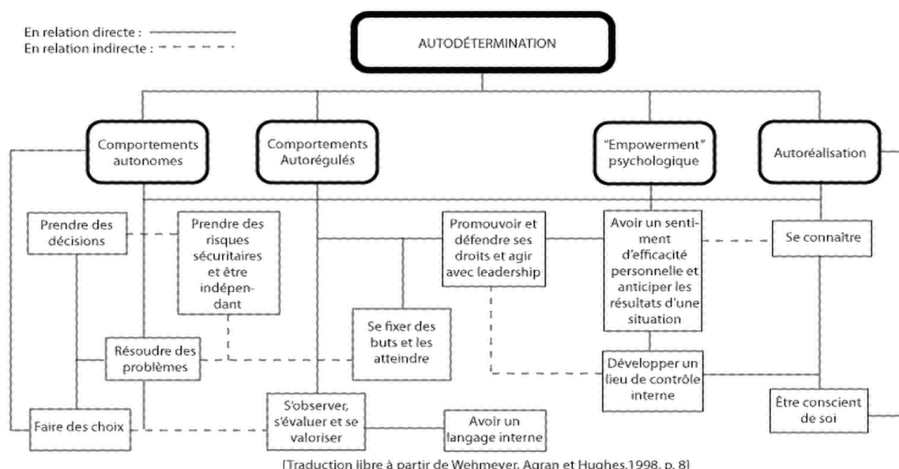 En relation directe :
En relation indirecte :
AUTODÉTERMINATION
Comportements
autonomes
Comportements
Autorégulés
"Empowerment"
psychologique
Autoréalisation
Prendre des
décisions
Prendre des
risques
sécuritaires
et être
indépen-
dant
Promouvoir et
défendre ses
droits et agir
avec leadership
Avoir un senti-
ment
d'efficacité
personnelle et
anticiper les
résultats d'une
situation
Se connaître
Se fixer des
buts et les
atteindre
Résoudre des
problèmes
Développer un
lieu de contrôle
interne
Faire des choix
S'observer,
s'évaluer et se
valoriser
Avoir un
langage interne
Être conscient
de soi
[Traduction libre à partir de Wehmeyer, Agran et Hughes,1998, p. 8]